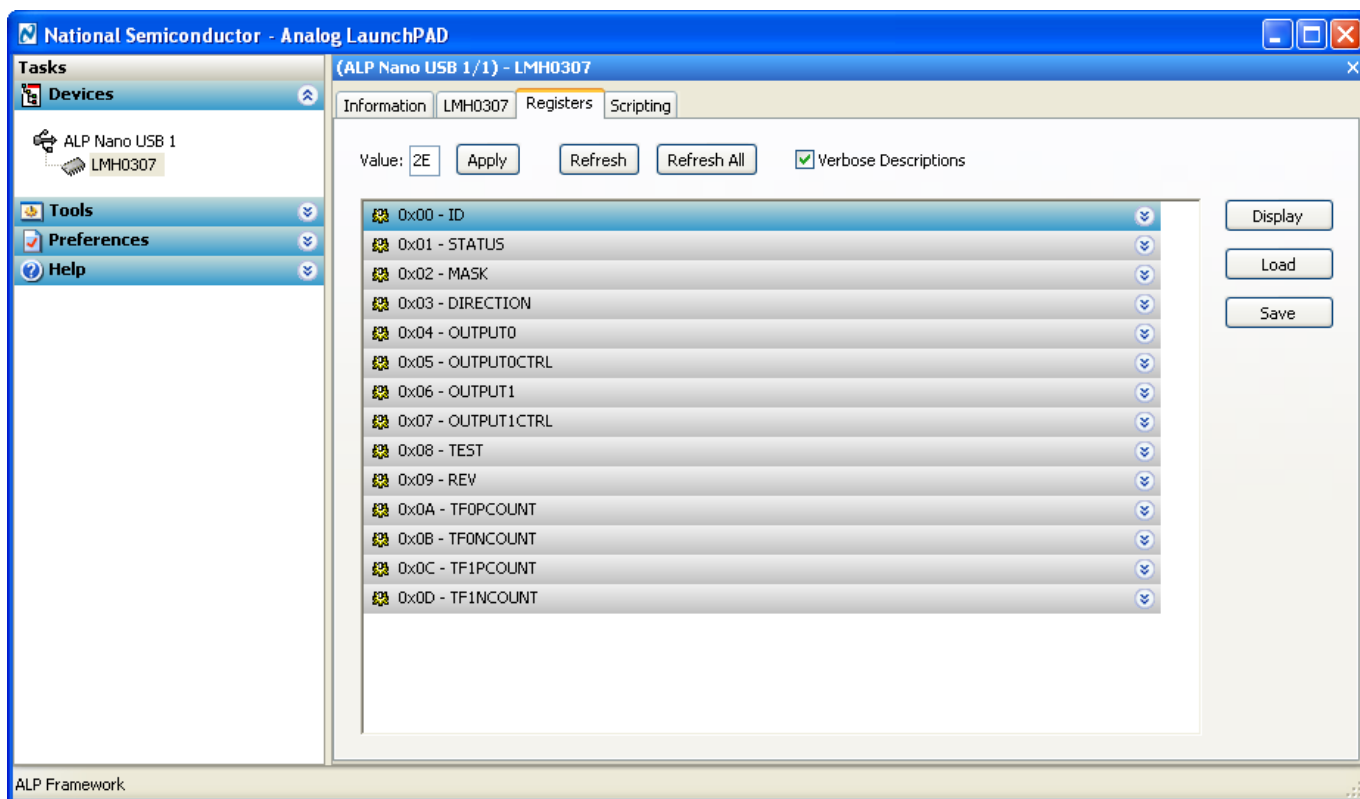 National Semiconductor - Analog LaunchPAD
Tasks
Devices
ALP Nano USB 1
LMH0307
Tools
Preferences
Help
(ALP Nano USB 1/1) - LMH0307
Information LMH0307 Registers Scripting
Value: 2E Apply Refresh Refresh All Verbose Descriptions
0x00 - ID
0x01 - STATUS
0x02 - MASK
0x03 - DIRECTION
0x04 - OUTPUT0
0x05 - OUTPUT0CTRL
0x06 - OUTPUT1
0x07 - OUTPUT1CTRL
0x08 - TEST
0x09 - REV
0x0A - TF0PCOUNT
0x0B - TF0NCOUNT
0x0C - TF1PCOUNT
0x0D - TF1NCOUNT
Display
Load
Save
ALP Framework